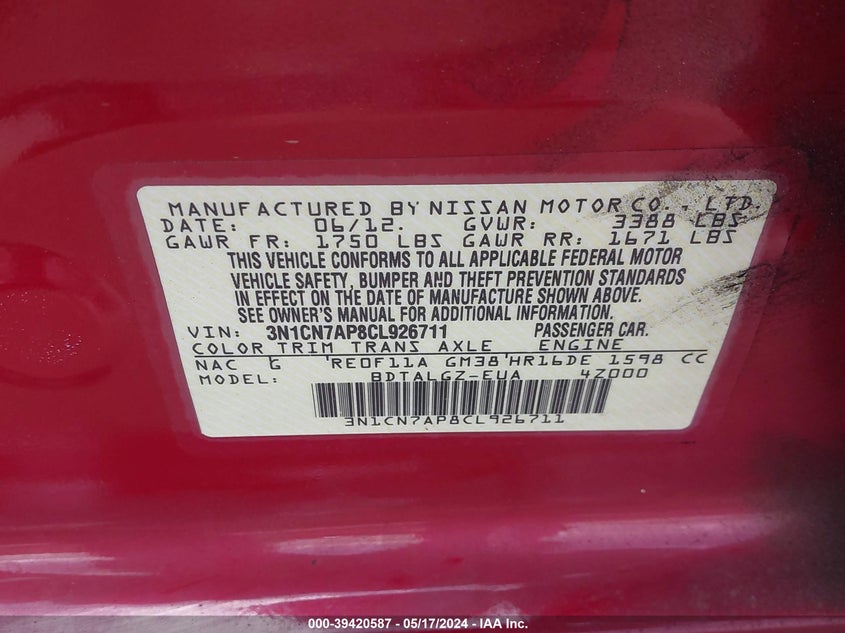 MANUFACTURED BY NISSAN MOTOR CO., LTD.
DATE: 06/12. GVWR: 3388 LBS
GAWR FR: 1750 LBS GAWR RR: 1671 LBS
THIS VEHICLE CONFORMS TO ALL APPLICABLE FEDERAL MOTOR
VEHICLE SAFETY, BUMPER AND THEFT PREVENTION STANDARDS
IN EFFECT ON THE DATE OF MANUFACTURE SHOWN ABOVE.
SEE OWNER'S MANUAL FOR ADDITIONAL INFORMATION.
VIN: 3N1CN7AP8CL926711 PASSENGER CAR.
COLOR TRIM TRANS AXLE ENGINE
NAC G RE0F11A GM38 HR16DE 1598 CC
MODEL: BDTALGZ-EUA 4Z000
3N1CN7AP8CL926711
000-39420587 - 05/17/2024 - IAA Inc.